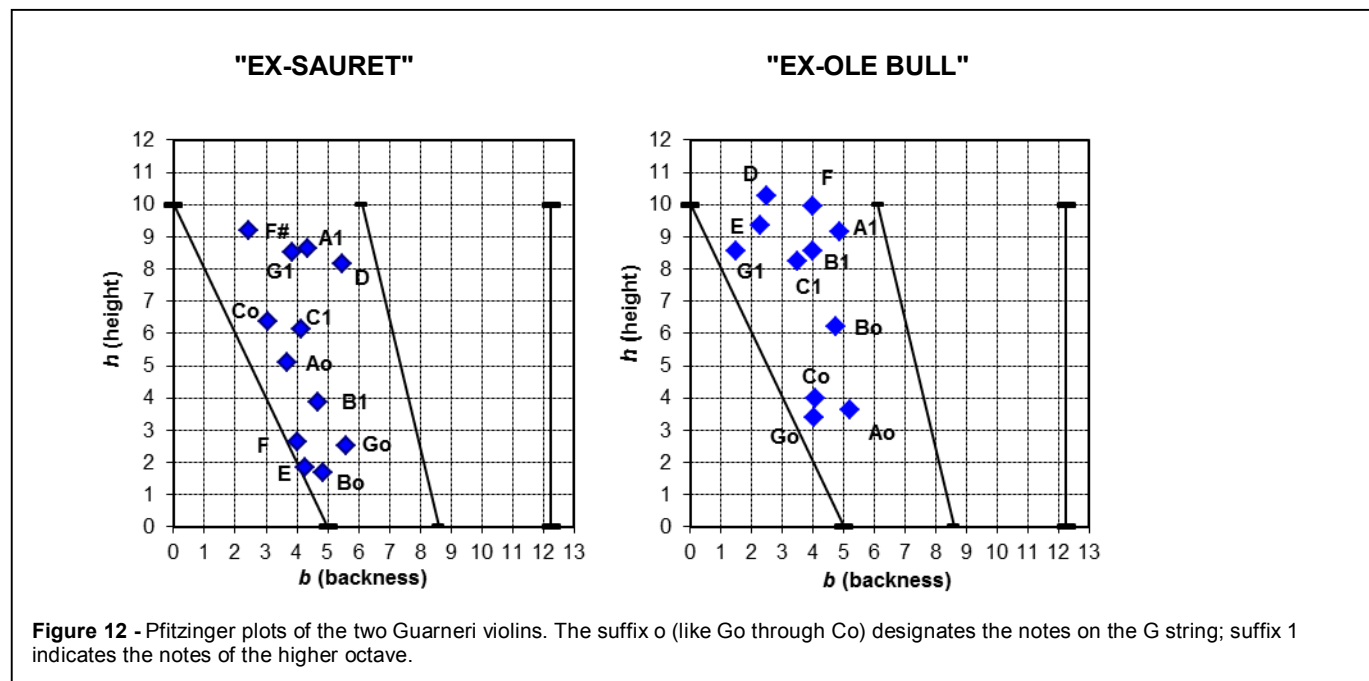 "EX-SAURET"
12
11
10
9
8
7
6
5
4
3
2
1
0
h (height)
F#
A1
G1
D
Co
C1
Ao
B1
F
Go
E
Bo
0 1 2 3 4 5 6 7 8 9 10 11 12 13
b (backness)
"EX-OLE BULL"
12
11
10
9
8
7
6
5
4
3
2
1
0
h (height)
D
F
E
A1
G1
B1
C1
Bo
Co
Go
Ao
0 1 2 3 4 5 6 7 8 9 10 11 12 13
b (backness)
Figure 12 - Pfitzinger plots of the two Guarneri violins. The suffix o (like Go through Co) designates the notes on the G string; suffix 1
indicates the notes of the higher octave.